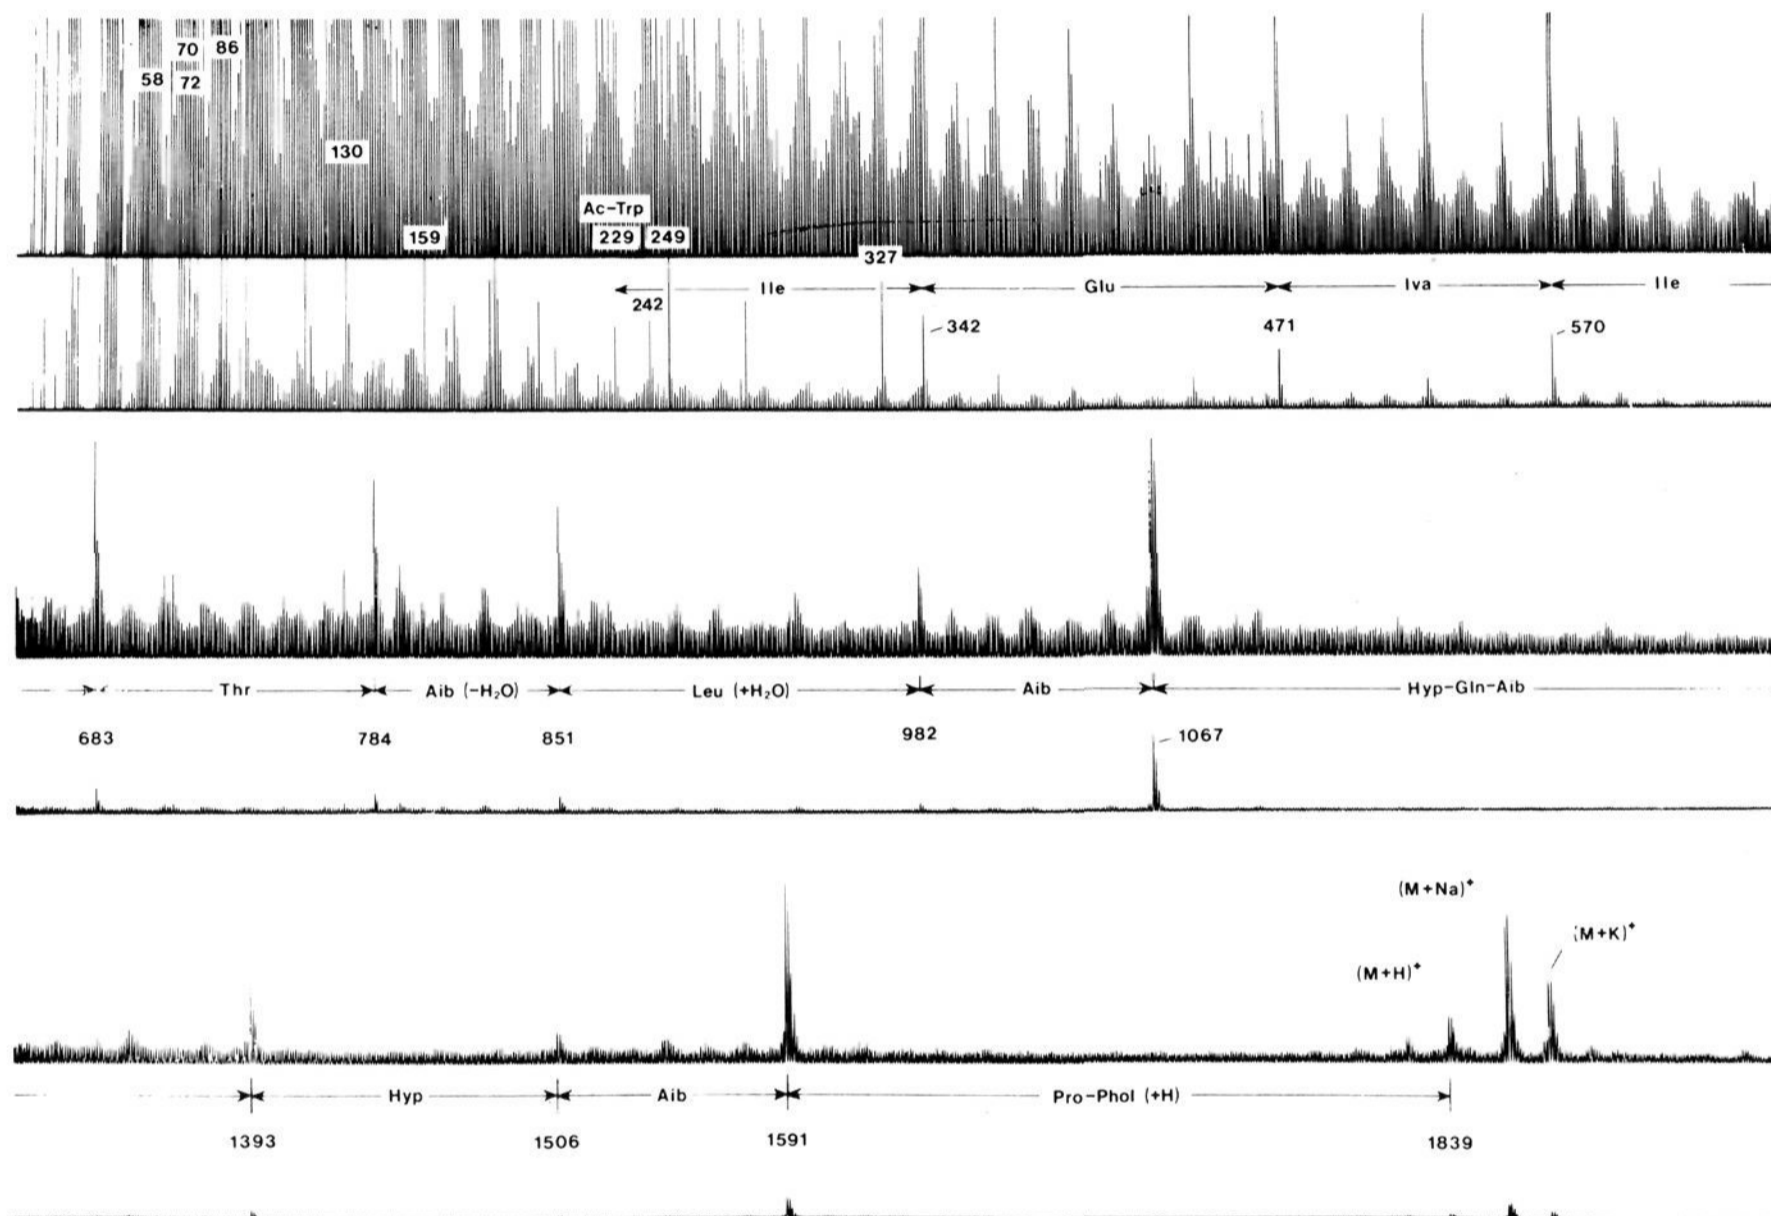 70 86
58 72
130
Ac-Trp
159 229 249
327
Ile Glu Iva Ile
242
342 471 570
Thr Aib (-H₂O) Leu (+H₂O) Aib Hyp-Gln-Aib
683 784 851 982 1067
(M+Na)⁺
(M+K)⁺
(M+H)⁺
Hyp Aib Pro-Phol (+H)
1393 1506 1591 1839